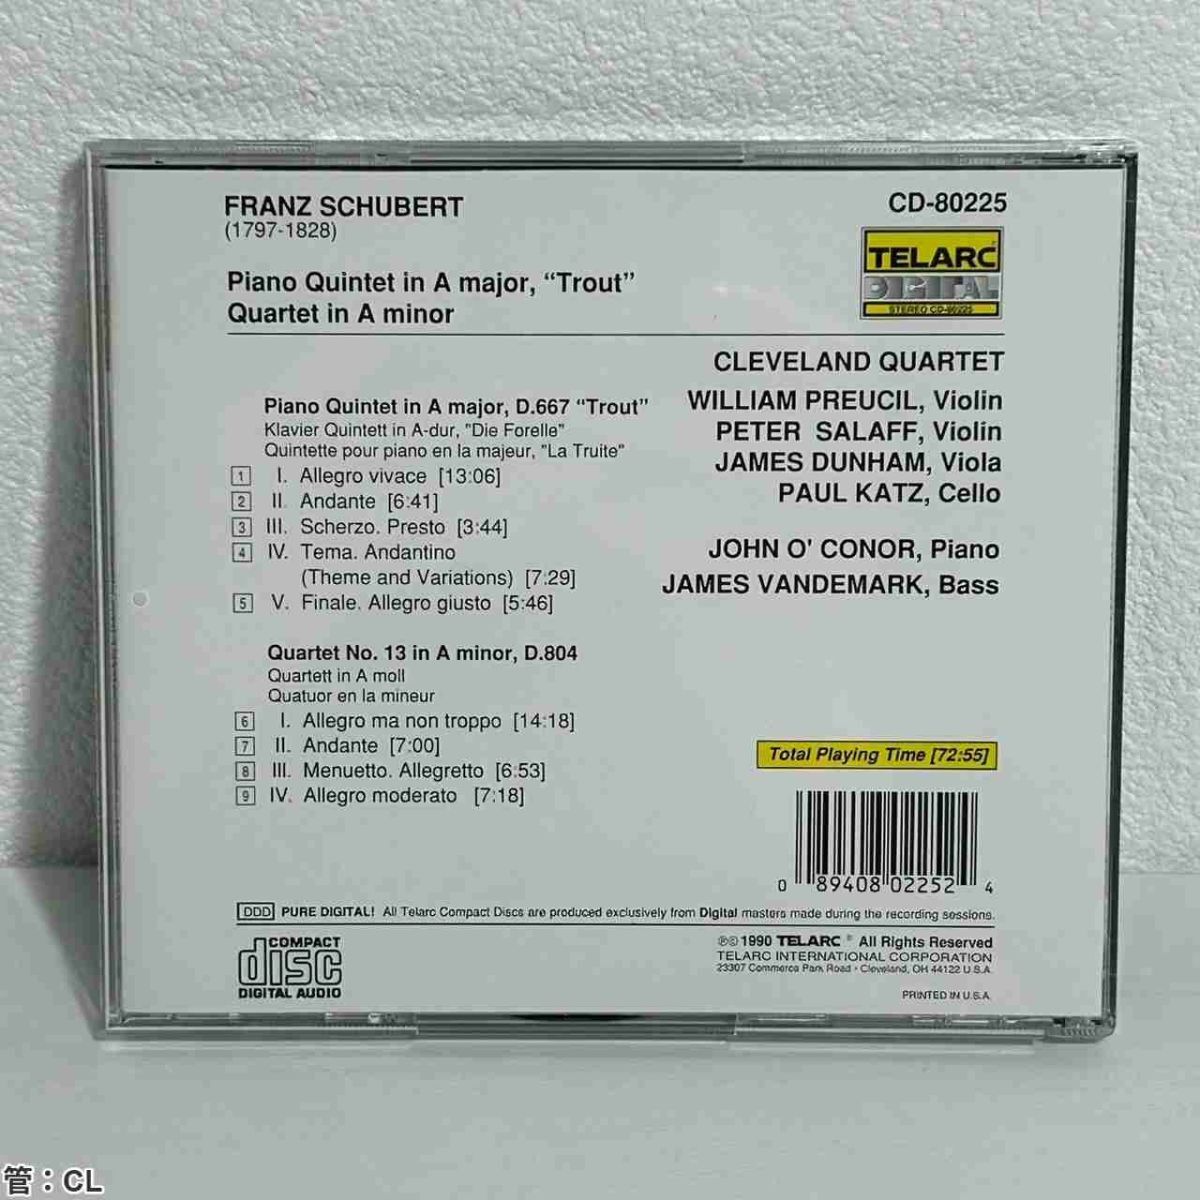 FRANZ SCHUBERT
(1797-1828)
CD-80225
TELARC
DIGITAL
STEREO CD-80225
Piano Quintet in A major, “Trout”
Quartet in A minor
CLEVELAND QUARTET
WILLIAM PREUCIL, Violin
PETER SALAFF, Violin
JAMES DUNHAM, Viola
PAUL KATZ, Cello
JOHN O' CONOR, Piano
JAMES VANDEMARK, Bass
Piano Quintet in A major, D.667 “Trout”
Klavier Quintett in A-dur, "Die Forelle"
Quintette pour piano en la majeur, "La Truite"
1 I. Allegro vivace [13:06]
2 II. Andante [6:41]
3 III. Scherzo. Presto [3:44]
4 IV. Tema. Andantino
(Theme and Variations) [7:29]
5 V. Finale. Allegro giusto [5:46]
Quartet No. 13 in A minor, D.804
Quartett in A moll
Quatuor en la mineur
6 I. Allegro ma non troppo [14:18]
7 II. Andante [7:00]
8 III. Menuetto. Allegretto [6:53]
9 IV. Allegro moderato [7:18]
Total Playing Time [72:55]
0 89408 02252 4
DDD PURE DIGITAL! All Telarc Compact Discs are produced exclusively from Digital masters made during the recording sessions.
COMPACT
disc
DIGITAL AUDIO
℗© 1990 TELARC ® All Rights Reserved
TELARC INTERNATIONAL CORPORATION
23307 Commerce Park Road • Cleveland, OH 44122 U.S.A.
PRINTED IN U.S.A.
管：CL